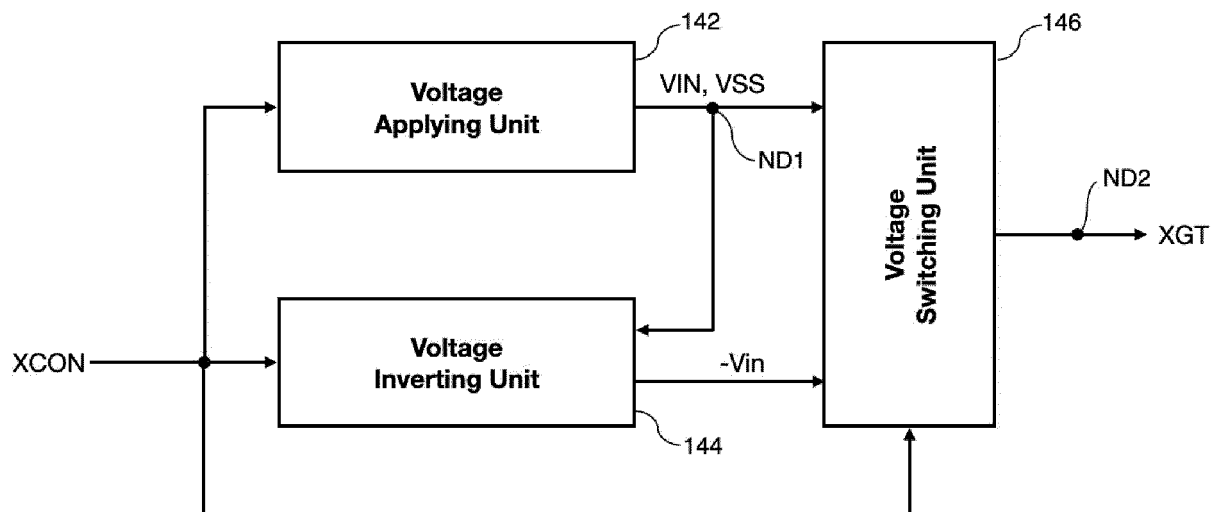 142
146
Voltage
Applying Unit
VIN, VSS
ND1
Voltage
Switching Unit
ND2
XGT
XCON
Voltage
Inverting Unit
-Vin
144